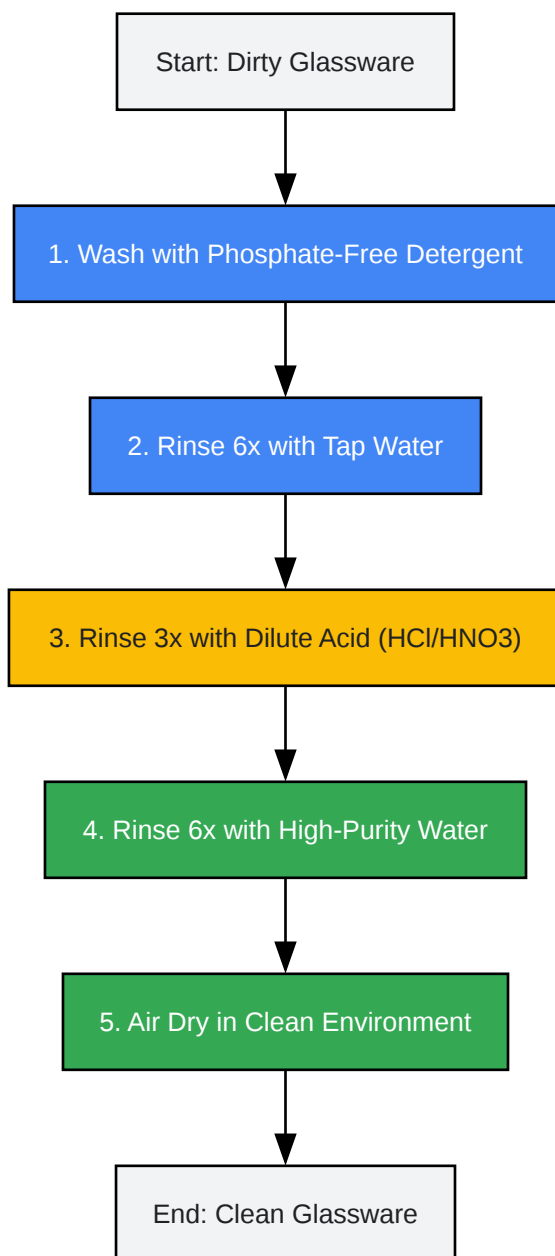 Start: Dirty Glassware
1. Wash with Phosphate-Free Detergent
2. Rinse 6x with Tap Water
3. Rinse 3x with Dilute Acid (HCl/HNO3)
4. Rinse 6x with High-Purity Water
5. Air Dry in Clean Environment
End: Clean Glassware